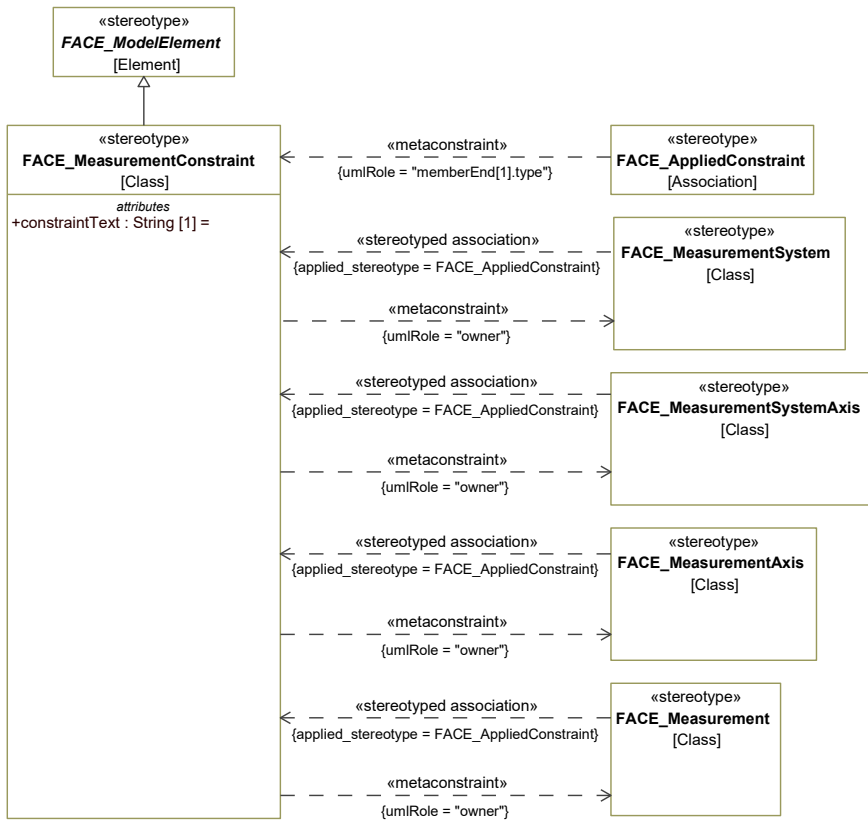 «stereotype»
FACE_ModelElement
[Element]
«stereotype»
FACE_MeasurementConstraint
[Class]
attributes
+constraintText : String [1] =
«metaconstraint»
{umlRole = "memberEnd[1].type"}
«stereotype»
FACE_AppliedConstraint
[Association]
«stereotyped association»
{applied_stereotype = FACE_AppliedConstraint}
«metaconstraint»
{umlRole = "owner"}
«stereotype»
FACE_MeasurementSystem
[Class]
«stereotyped association»
{applied_stereotype = FACE_AppliedConstraint}
«metaconstraint»
{umlRole = "owner"}
«stereotype»
FACE_MeasurementSystemAxis
[Class]
«stereotyped association»
{applied_stereotype = FACE_AppliedConstraint}
«metaconstraint»
{umlRole = "owner"}
«stereotype»
FACE_MeasurementAxis
[Class]
«stereotyped association»
{applied_stereotype = FACE_AppliedConstraint}
«metaconstraint»
{umlRole = "owner"}
«stereotype»
FACE_Measurement
[Class]